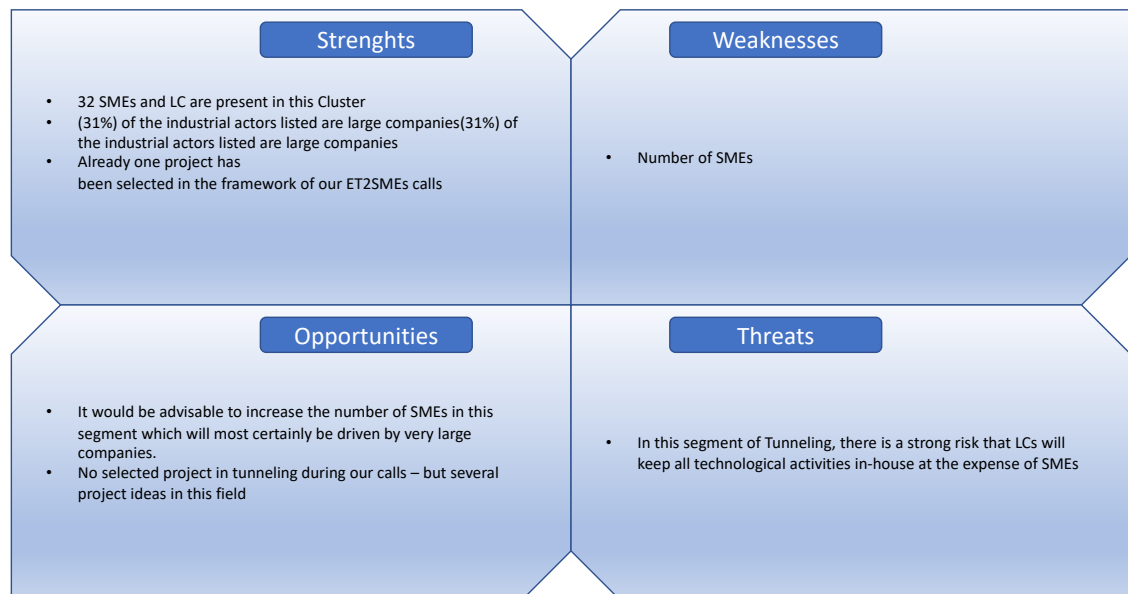 Strenghts
• 32 SMEs and LC are present in this Cluster
• (31%) of the industrial actors listed are large companies(31%) of
the industrial actors listed are large companies
• Already one project has
been selected in the framework of our ET2SMEs calls
Weaknesses
• Number of SMEs
Opportunities
• It would be advisable to increase the number of SMEs in this
segment which will most certainly be driven by very large
companies.
• No selected project in tunneling during our calls – but several
project ideas in this field
Threats
• In this segment of Tunneling, there is a strong risk that LCs will
keep all technological activities in-house at the expense of SMEs